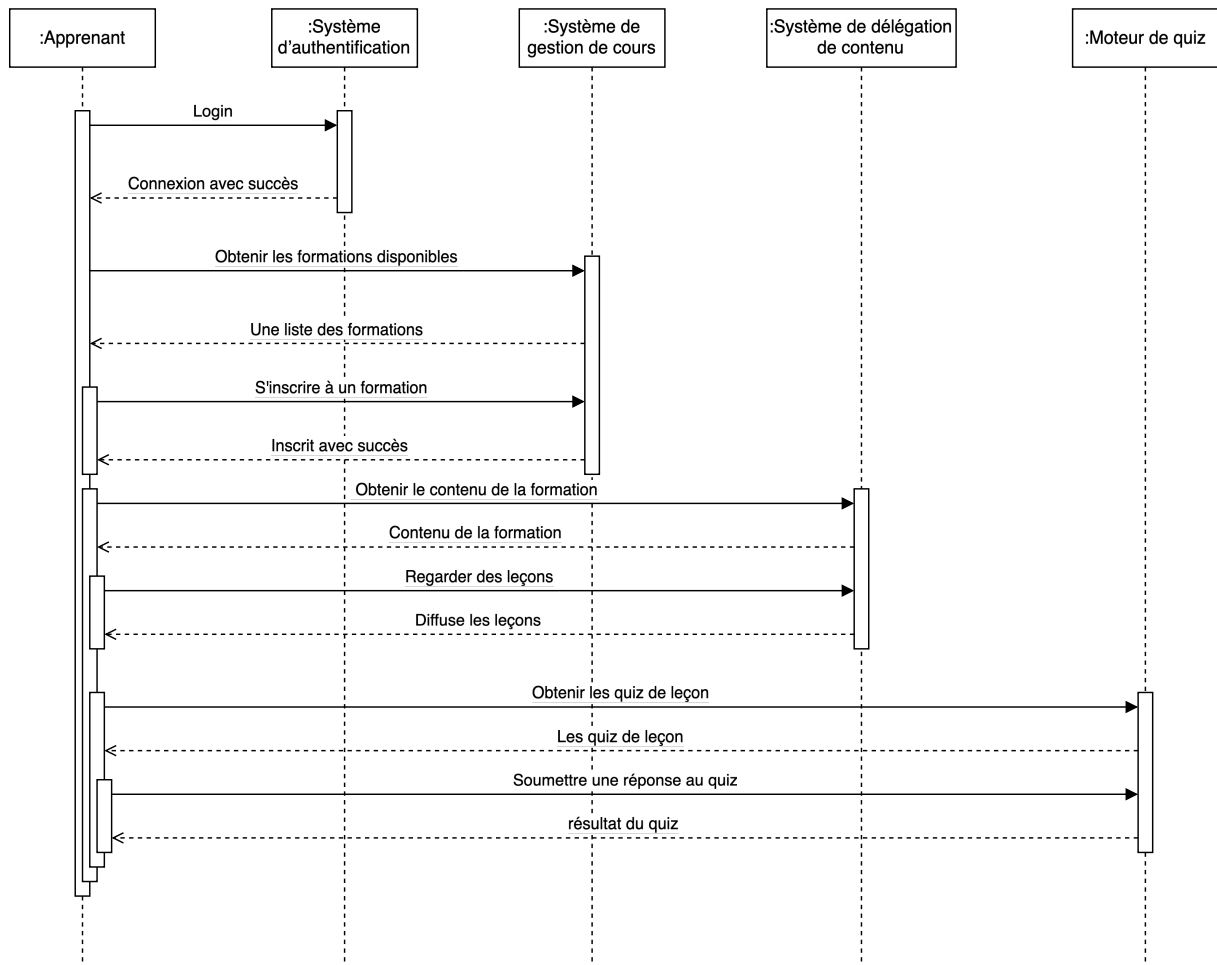 :Apprenant
:Système
d'authentification
:Système de
gestion de cours
:Système de délégation
de contenu
:Moteur de quiz
Login
Connexion avec succès
Obtenir les formations disponibles
Une liste des formations
S'inscrire à un formation
Inscrit avec succès
Obtenir le contenu de la formation
Contenu de la formation
Regarder des leçons
Diffuse les leçons
Obtenir les quiz de leçon
Les quiz de leçon
Soumettre une réponse au quiz
résultat du quiz